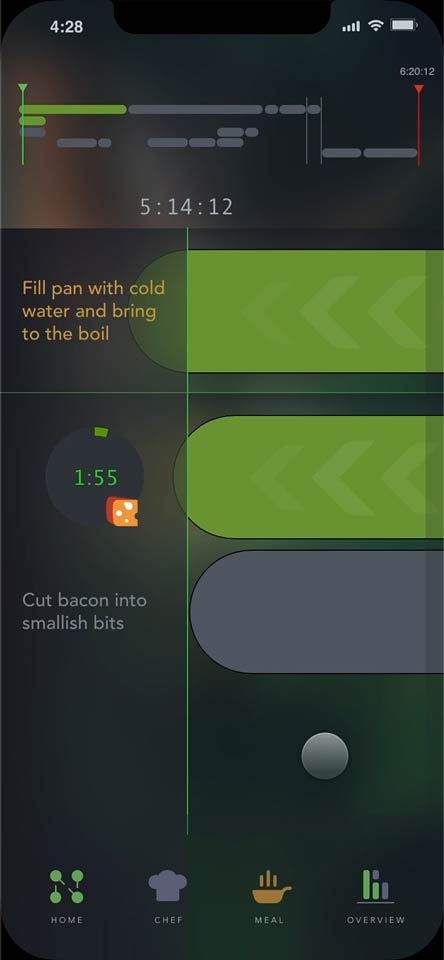 4:28
6:20:12
5:14:12
Fill pan with cold
water and bring
to the boil
1:55
Cut bacon into
smallish bits
HOME
CHEF
MEAL
OVERVIEW